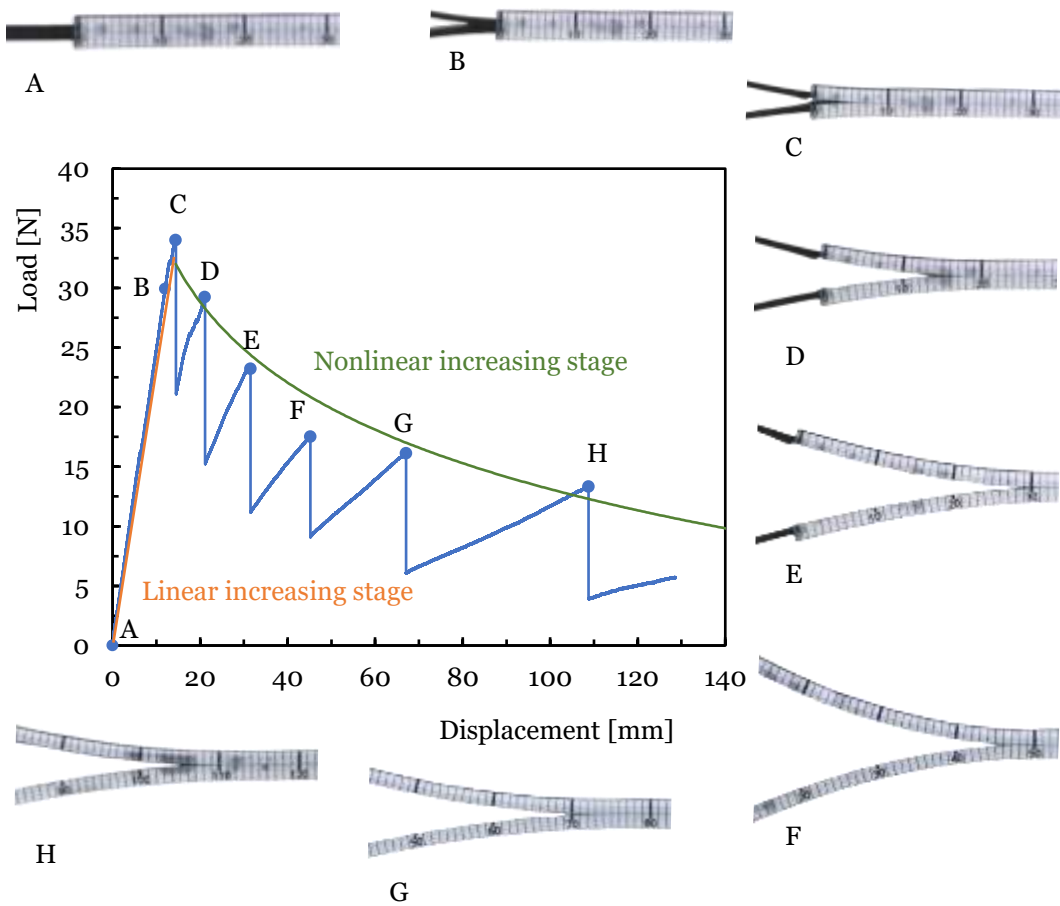 A
B
C
40
35
30
25
20
15
10
5
0
Load [N]
C
B
D
E
F
G
H
A
Nonlinear increasing stage
Linear increasing stage
0 20 40 60 80 100 120 140
Displacement [mm]
D
E
F
G
H